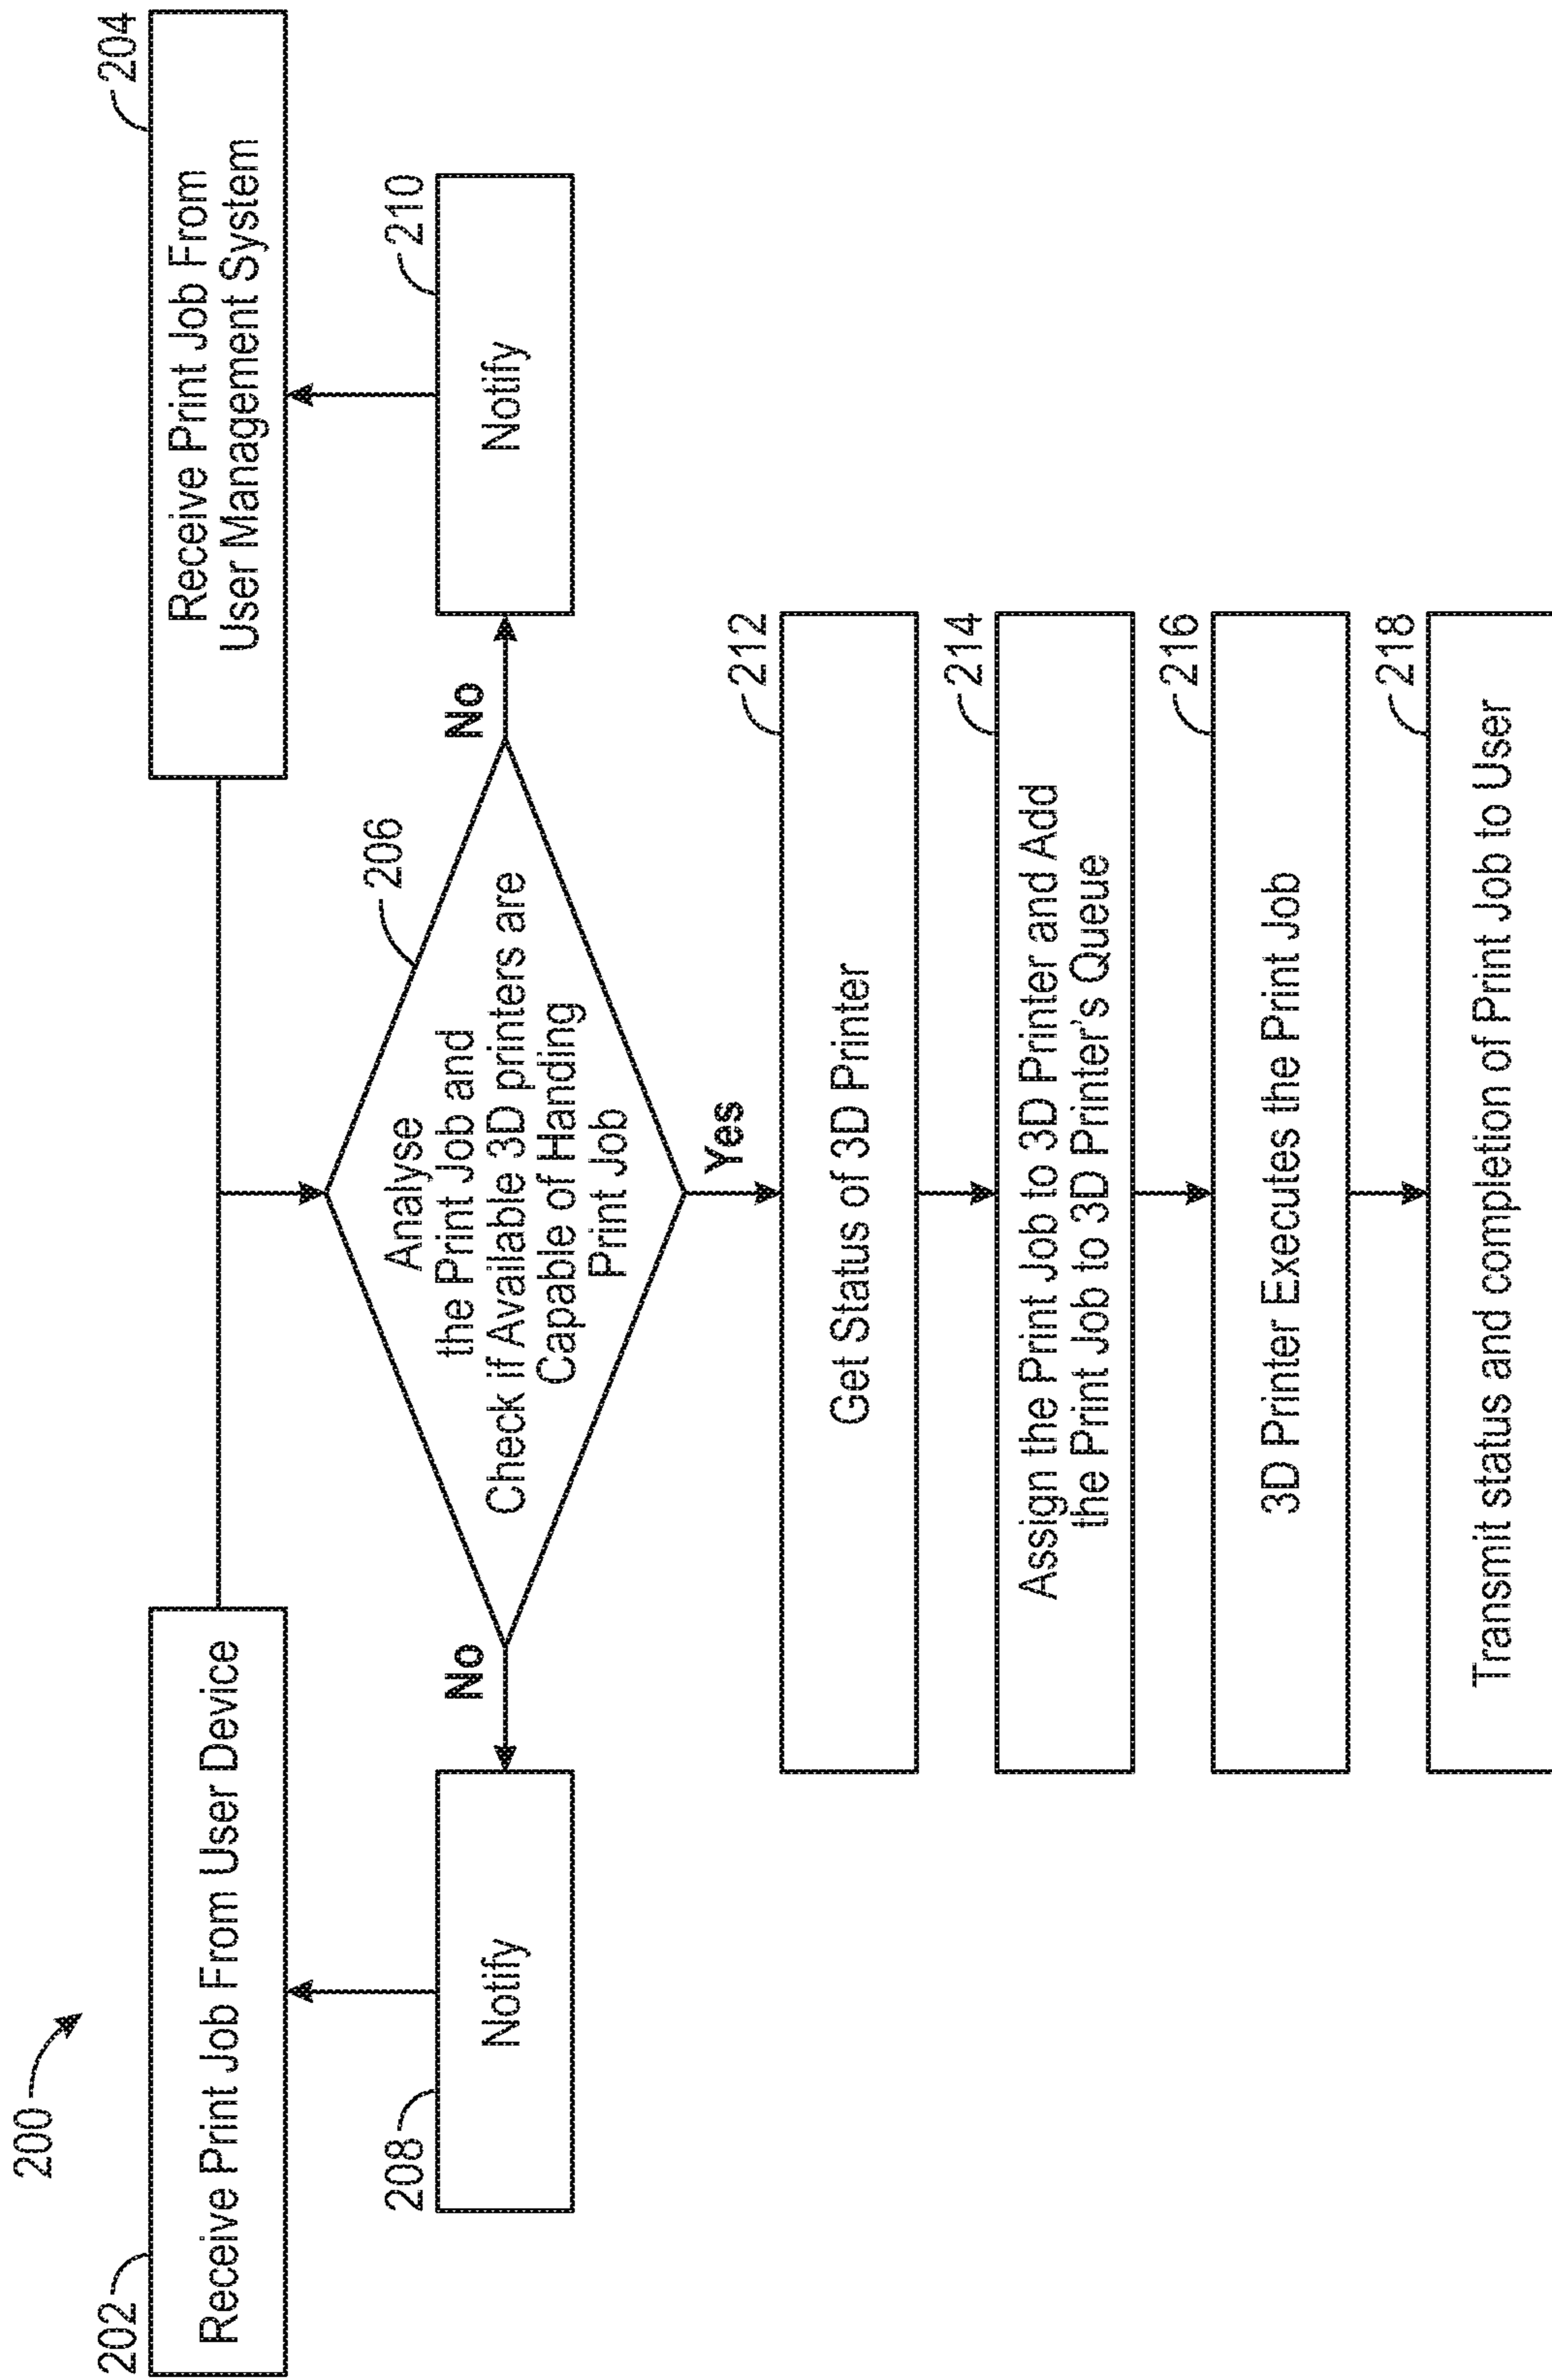 200
202
Receive Print Job From User Device
204
Receive Print Job From
User Management System
206
Analyse
the Print Job and
Check if Available 3D printers are
Capable of Handing
Print Job
No
No
208
Notify
210
Notify
Yes
212
Get Status of 3D Printer
214
Assign the Print Job to 3D Printer and Add
the Print Job to 3D Printer's Queue
216
3D Printer Executes the Print Job
218
Transmit status and completion of Print Job to User